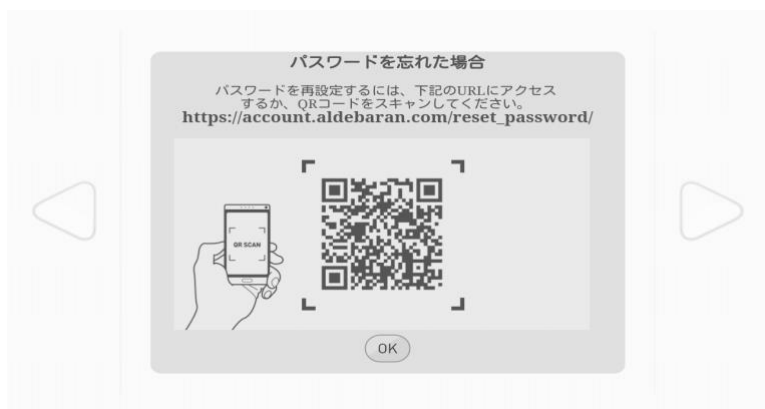 パスワードを忘れた場合
パスワードを再設定するには、下記のURLにアクセス
するか、QRコードをスキャンしてください。
https://account.aldebaran.com/reset_password/
QR SCAN
OK